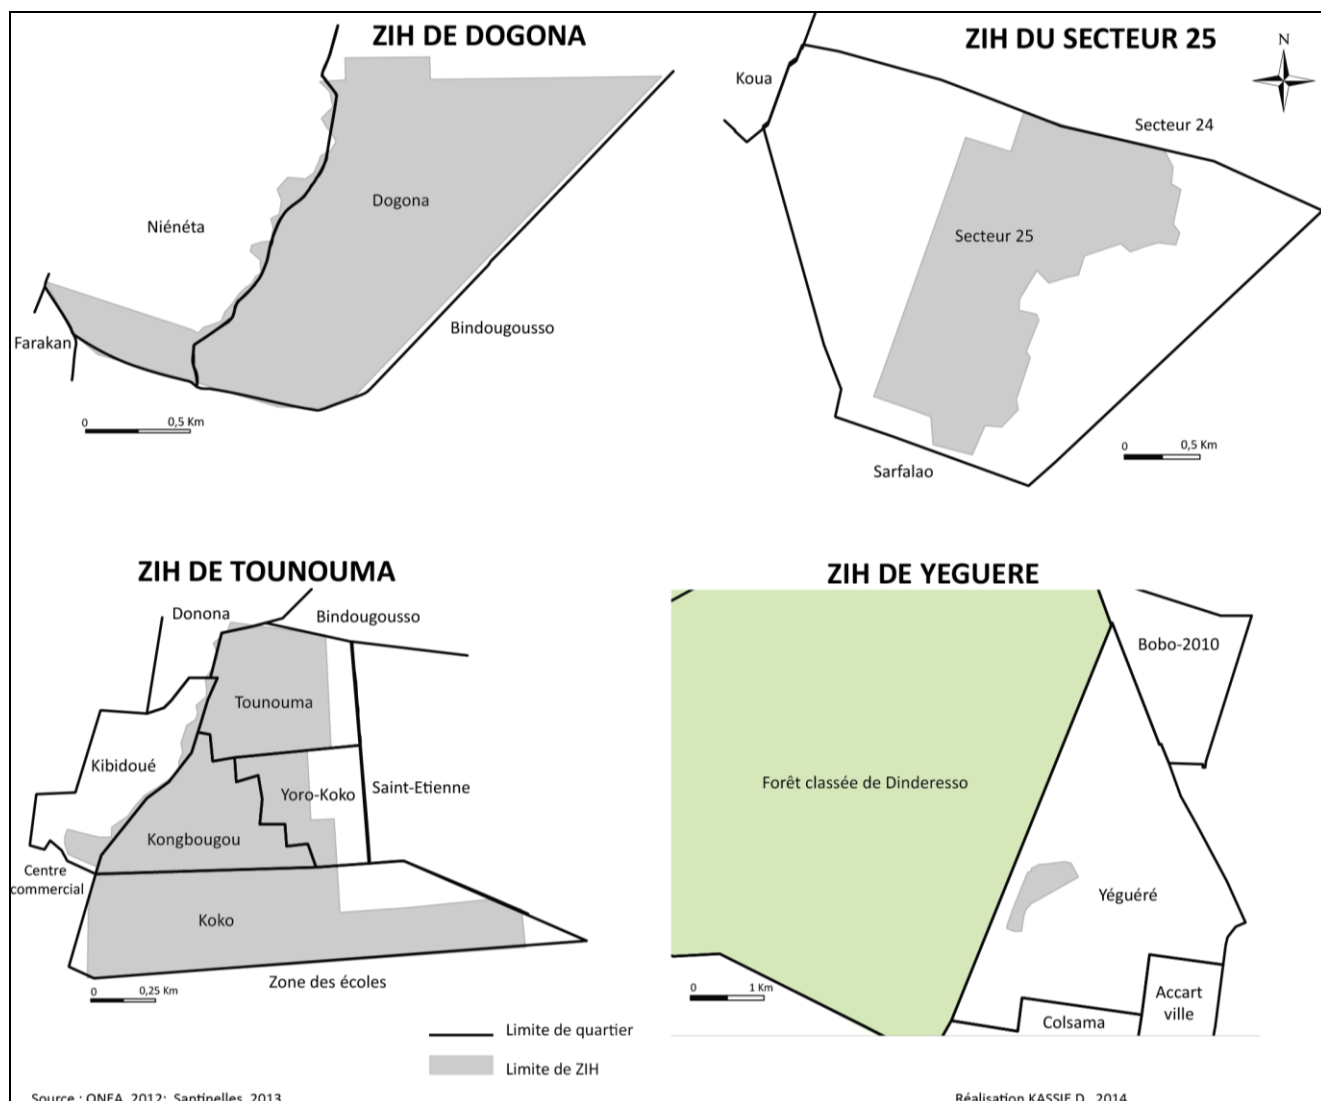 ZIH DE DOGONA
Niénéta
Dogona
Farakan
Bindougousso
0 0,5 Km
ZIH DU SECTEUR 25
N
Koua
Secteur 24
Secteur 25
0 0,5 Km
Sarfalao
ZIH DE TOUNOUMA
Donona
Bindougousso
Tounouma
Kibidoué
Yoro-Koko
Saint-Etienne
Kongbougou
Centre
commercial
Koko
Zone des écoles
0 0,25 Km
ZIH DE YEGUERE
Bobo-2010
Forêt classée de Dinderesso
Yéguéré
0 1 Km
Accart
ville
Colsama
Limite de quartier
Limite de ZIH
Source : ONEA, 2012; Santinelles, 2013
Réalisation KASSIE D., 2014